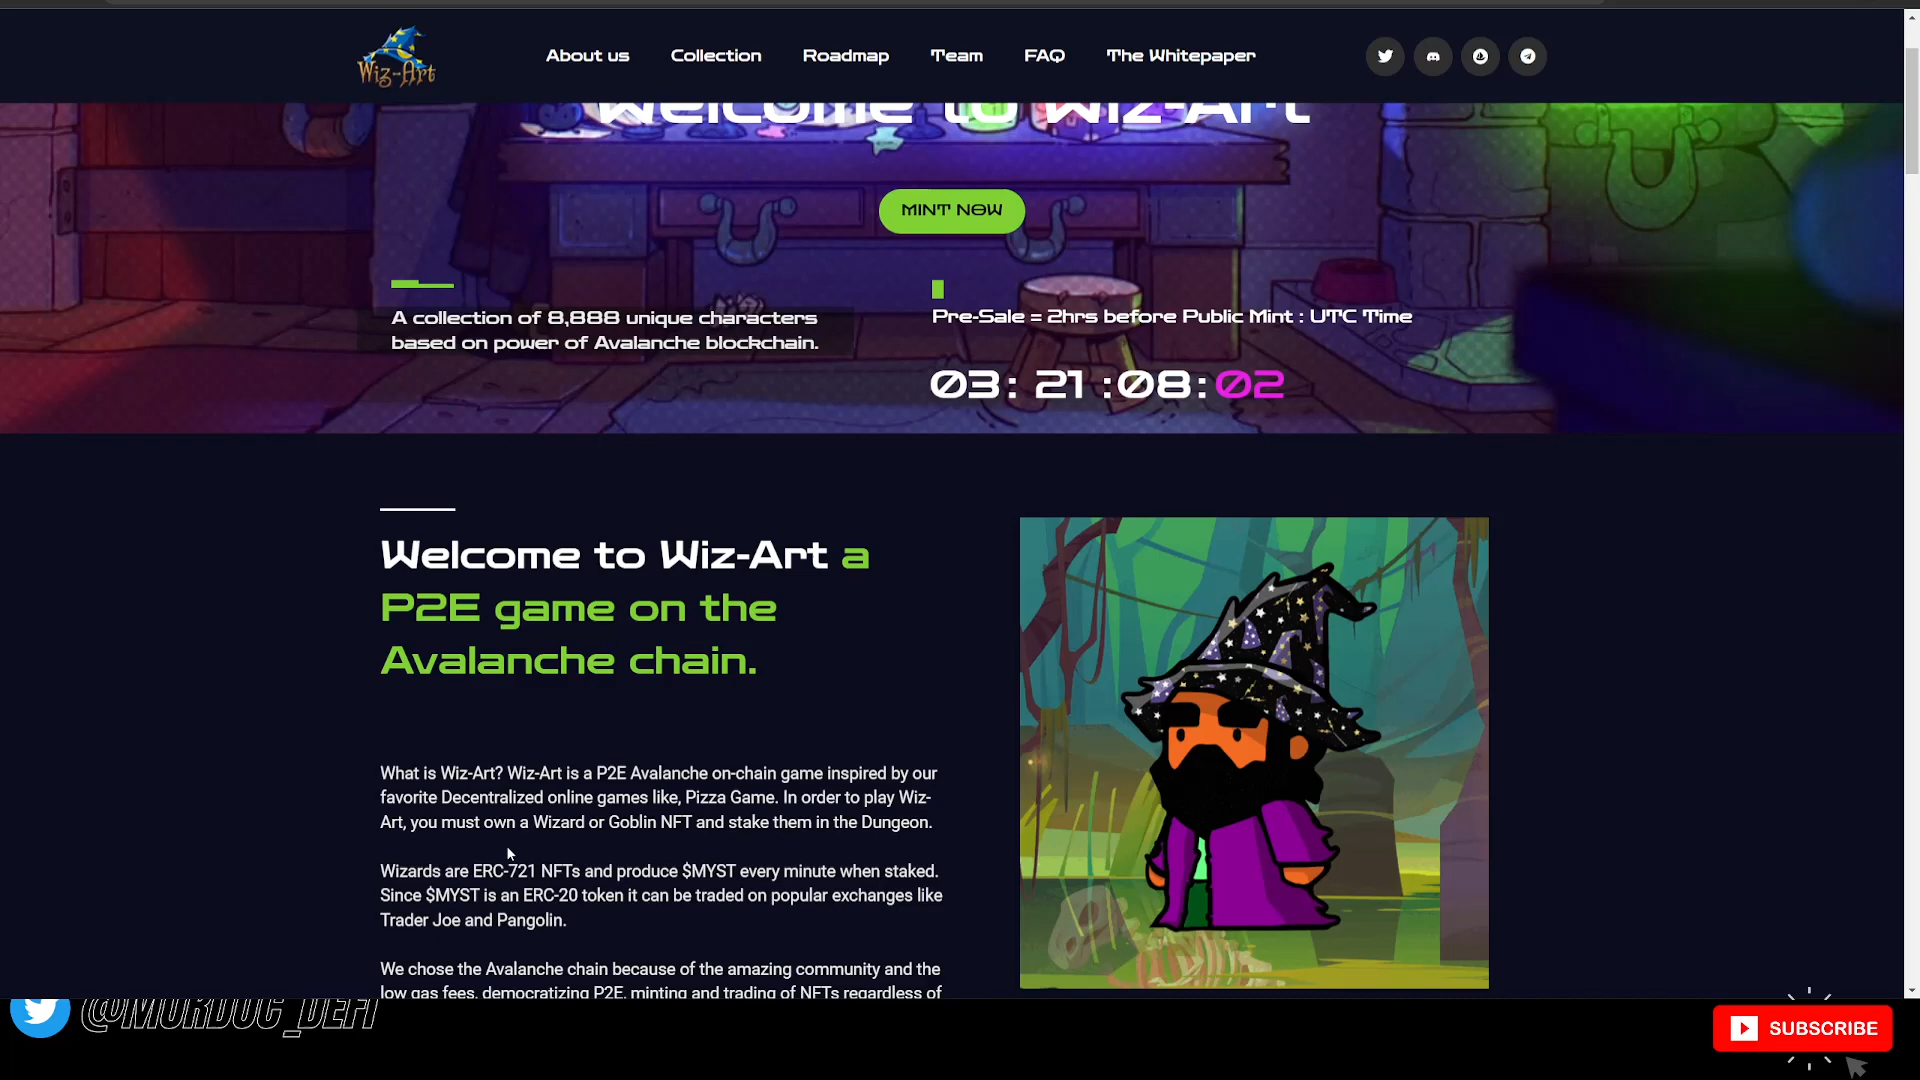 Wiz-Art
About us
Collection
Roadmap
Team
FAQ
The Whitepaper
Welcome to Wiz-Art
MINT NOW
A collection of 8,888 unique characters
based on power of Avalanche blockchain.
Pre-Sale = 2hrs before Public Mint : UTC Time
03: 21 :08:02
Welcome to Wiz-Art a
P2E game on the
Avalanche chain.
What is Wiz-Art? Wiz-Art is a P2E Avalanche on-chain game inspired by our
favorite Decentralized online games like, Pizza Game. In order to play Wiz-
Art, you must own a Wizard or Goblin NFT and stake them in the Dungeon.
Wizards are ERC-721 NFTs and produce $MYST every minute when staked.
Since $MYST is an ERC-20 token it can be traded on popular exchanges like
Trader Joe and Pangolin.
We chose the Avalanche chain because of the amazing community and the
low gas fees, democratizing P2E, minting and trading of NFTs regardless of
@MURDOC_DEFI
SUBSCRIBE